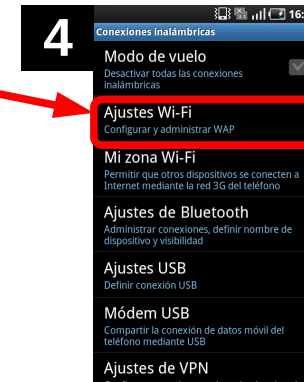 4
16:
Conexiones inalámbricas
Modo de vuelo
Desactivar todas las conexiones
inalámbricas
Ajustes Wi-Fi
Configurar y administrar WAP
Mi zona Wi-Fi
Permitir que otros dispositivos se conecten a
Internet mediante la red 3G del teléfono
Ajustes de Bluetooth
Administrar conexiones, definir nombre de
dispositivo y visibilidad
Ajustes USB
Definir conexión USB
Módem USB
Compartir la conexión de datos móvil del
teléfono mediante USB
Ajustes de VPN